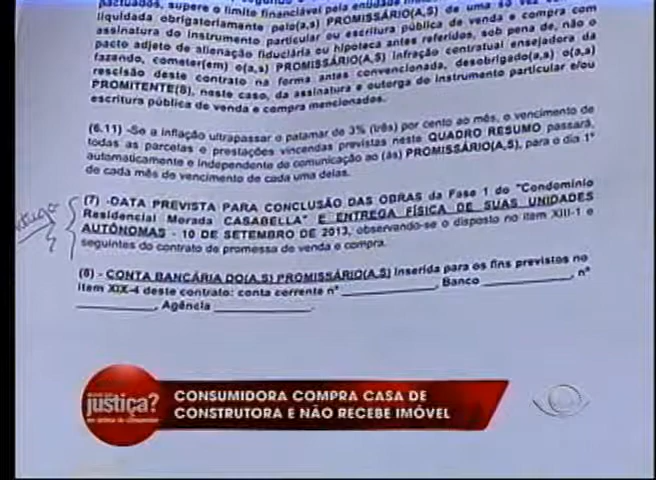 pactuados, supere o limite financiável pela entidade
liquidada obrigatoriamente pelo(a,s) PROMISSÁRIO(A,S) de uma só vez
assinatura do instrumento particular ou escritura pública de venda e compra com
pacto adjeto de alienação fiduciária ou hipoteca antes referidos, sob pena de, não o
fazendo, cometer(em) o(a,s) PROMISSÁRIO(A,S) infração contratual ensejadora da
rescisão deste contrato na forma antes convencionada, desobrigado(a,s) o(a,s)
PROMITENTE(S), neste caso, da assinatura e outorga do instrumento particular e/ou
escritura pública de venda e compra mencionados.
(6.11) -Se a inflação ultrapassar o patamar de 3% (três) por cento ao mês, o vencimento de
todas as parcelas e prestações vincendas previstas neste QUADRO RESUMO passará,
automaticamente e independente de comunicação ao (às) PROMISSÁRIO(A,S), para o dia 1º
de cada mês do vencimento de cada uma delas.
(7) -DATA PREVISTA PARA CONCLUSÃO DAS OBRAS da Fase 1 do "Condomínio
Residencial Morada CASABELLA" E ENTREGA FÍSICA DE SUAS UNIDADES
AUTÔNOMAS - 10 DE SETEMBRO DE 2013, observando-se o disposto no item XIII-1 e
seguintes do contrato de promessa de venda e compra.
(8) - CONTA BANCÁRIA DO(A,S) PROMISSÁRIO(A,S) inserida para os fins previstos no
item XIX-4 deste contrato: conta corrente nº ____________, Banco ____________, nº
____________, Agência ____________.
justiça?
CONSUMIDORA COMPRA CASA DE
CONSTRUTORA E NÃO RECEBE IMÓVEL